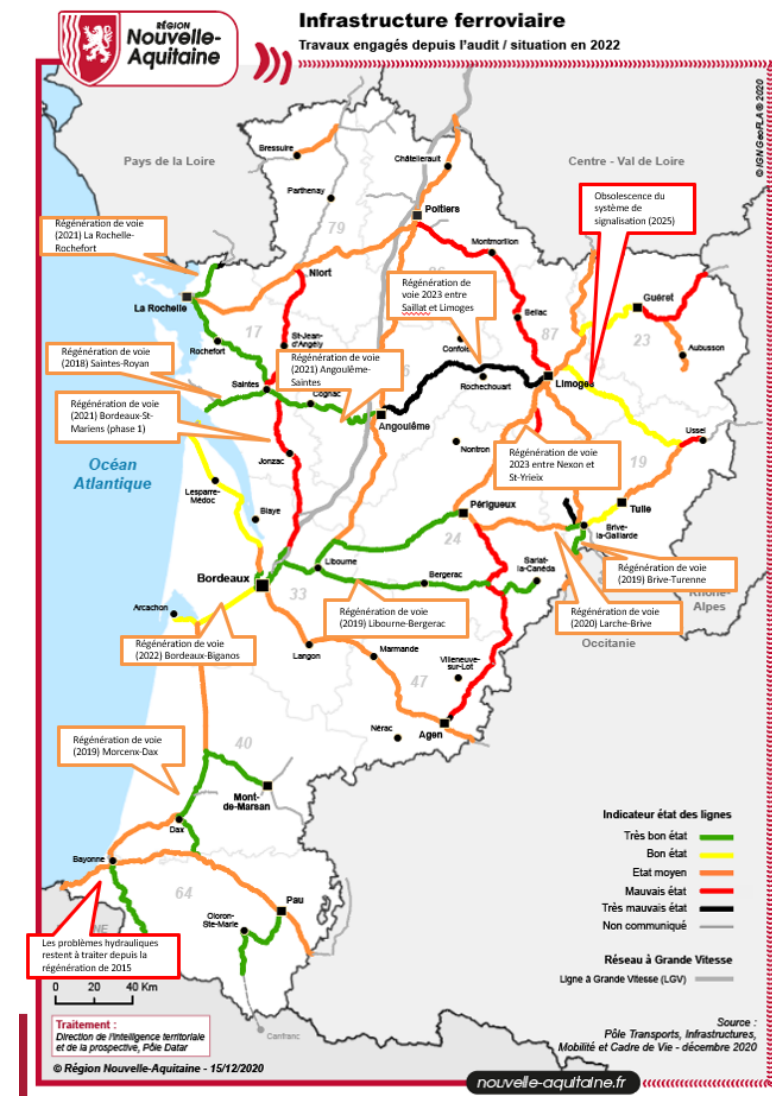 RÉGION
Nouvelle-
Aquitaine
Infrastructure ferroviaire
Travaux engagés depuis l'audit / situation en 2022
© IGN GeoFLA ® 2020
Pays de la Loire
Centre - Val de Loire
Bressuire
Châtellerault
Parthenay
79
Poitiers
Obsolescence du
système de
signalisation (2025)
Régénération de voie
(2021) La Rochelle-
Rochefort
Montmorillon
Niort
Régénération de
voie 2023 entre
Saillat et Limoges
La Rochelle
Guéret
17
Bellac
87
23
Rochefort
St-Jean-
d'Angély
Confole
Aubusson
Régénération de voie
(2018) Saintes-Royan
Régénération de voie
(2021) Angoulême-
Saintes
Saintes
Cognac
Rochechouart
Limoges
Régénération de voie
(2021) Bordeaux-St-
Mariens (phase 1)
Angoulême
Ussel
Océan
Atlantique
Jonzac
Nontron
Régénération de voie
2023 entre Nexon et
St-Yrieix
19
Lesparre-
Médoc
Blaye
Périgueux
Tulle
24
Brive-
la-Gaillarde
Libourne
Sarlat-
la-Canéda
Régénération de voie
(2019) Brive-Turenne
Bordeaux
Bergerac
33
Rhône-
Alpes
Arcachon
Régénération de voie
(2019) Libourne-Bergerac
Régénération de voie
(2020) Larche-Brive
Occitanie
Régénération de voie
(2022) Bordeaux-Biganos
Langon
Marmande
Villeneuve-
sur-Lot
47
Nérac
Agen
Régénération de voie
(2019) Morcenx-Dax
40
Mont-
de-Marsan
Dax
Bayonne
64
Pau
Oloron-
Ste-Marie
NE
Les problèmes hydrauliques
restent à traiter depuis la
régénération de 2015
Indicateur état des lignes
Très bon état
Bon état
Etat moyen
Mauvais état
Très mauvais état
Non communiqué
Réseau à Grande Vitesse
Ligne à Grande Vitesse (LGV)
0 20 40 Km
Canfranc
Traitement :
Direction de l'intelligence territoriale
et de la prospective, Pôle Datar
Source :
Pôle Transports, Infrastructures,
Mobilité et Cadre de Vie - décembre 2020
© Région Nouvelle-Aquitaine - 15/12/2020
nouvelle-aquitaine.fr